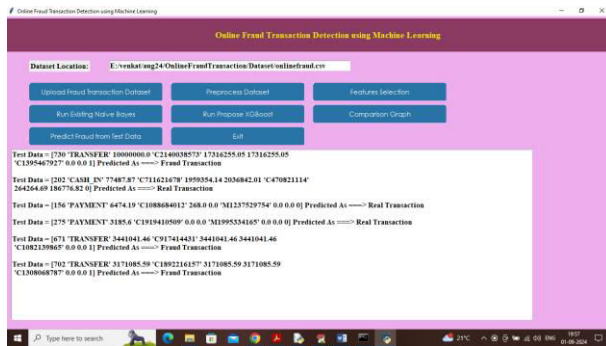 Online Fraud Transaction Detection using Machine Learning
Online Fraud Transaction Detection using Machine Learning
Dataset Location: E:/venkat/aug24/OnlineFraudTransaction/Dataset/onlinefraud.csv
Upload Fraud Transaction Dataset Preprocess Dataset Features Selection
Run Existing Naive Bayes Run Propose XGBoost Comparison Graph
Predict Fraud from Test Data Exit
Test Data = [730 'TRANSFER' 10000000.0 'C2140038573' 17316255.05 17316255.05
'C1395467927' 0.0 0.0 1] Predicted As ===> Fraud Transaction
Test Data = [202 'CASH_IN' 77487.87 'C711621678' 1959354.14 2036842.01 'C470821114'
264264.69 186776.82 0] Predicted As ===> Real Transaction
Test Data = [156 'PAYMENT' 6474.19 'C1088684012' 268.0 0.0 'M1237529754' 0.0 0.0 0] Predicted As ===> Real Transaction
Test Data = [275 'PAYMENT' 3185.6 'C1919410509' 0.0 0.0 'M1995534165' 0.0 0.0 0] Predicted As ===> Real Transaction
Test Data = [671 'TRANSFER' 3441041.46 'C917414431' 3441041.46 3441041.46
'C1082139865' 0.0 0.0 1] Predicted As ===> Fraud Transaction
Test Data = [702 'TRANSFER' 3171085.59 'C1892216157' 3171085.59 3171085.59
'C1308068787' 0.0 0.0 1] Predicted As ===> Fraud Transaction
Type here to search 21°C ENG 19:57
01-09-2024